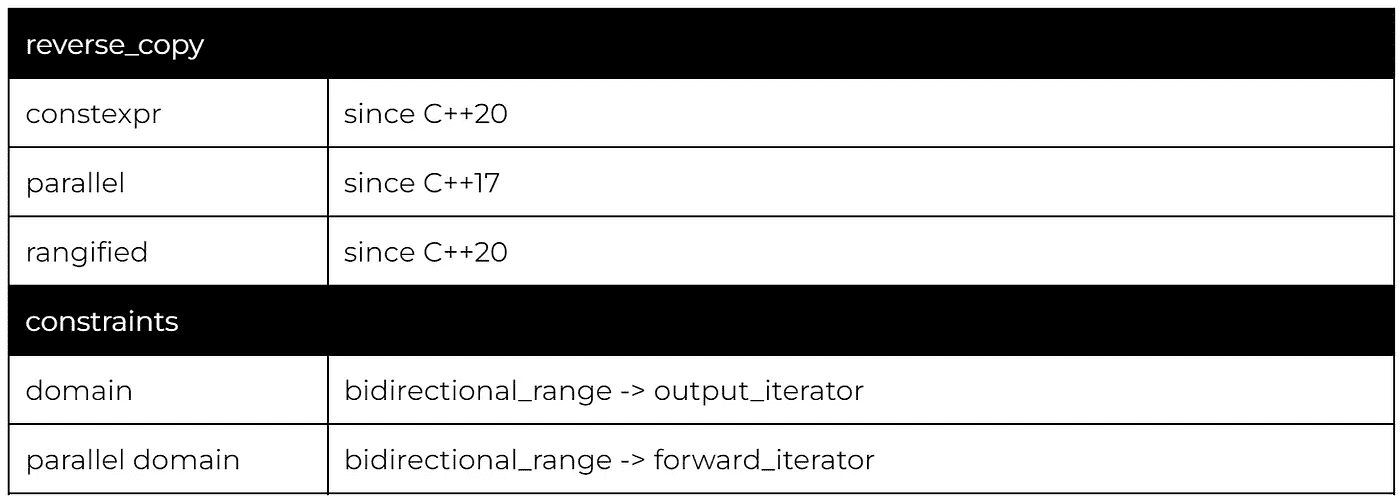 reverse_copy
constexpr since C++20
parallel since C++17
rangified since C++20
constraints
domain bidirectional_range -> output_iterator
parallel domain bidirectional_range -> forward_iterator